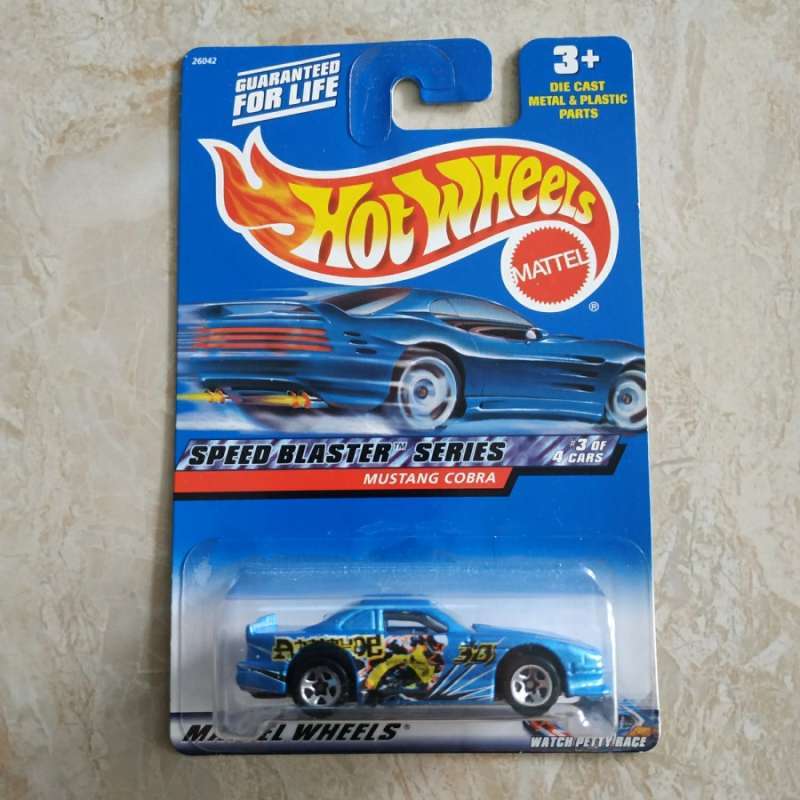 26042
GUARANTEED
FOR LIFE
3+
DIE CAST
METAL & PLASTIC
PARTS
HOT WHEELS
MATTEL
®
SPEED BLASTER™ SERIES
#3 OF
4 CARS
MUSTANG COBRA
WHEELS®
WATCH PETTY RACE